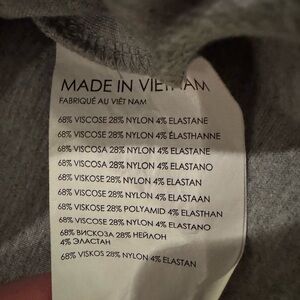 MADE IN VIETNAM
FABRIQUÉ AU VIÊT NAM
68% VISCOSE 28% NYLON 4% ELASTANE
68% VISCOSE 28% NYLON 4% ÉLASTHANNE
68% VISCOSA 28% NYLON 4% ELASTANE
68% VISCOSA 28% NYLON 4% ELASTANO
68% VISKOSE 28% NYLON 4% ELASTAN
68% VISCOSE 28% NYLON 4% ELASTAAN
68% VISKOSE 28% POLYAMID 4% ELASTHAN
68% VISCOSE 28% NYLON 4% ELASTANO
68% ВИСКОЗА 28% НЕЙЛОН
4% ЭЛАСТАН
68% VISKOS 28% NYLON 4% ELASTAN